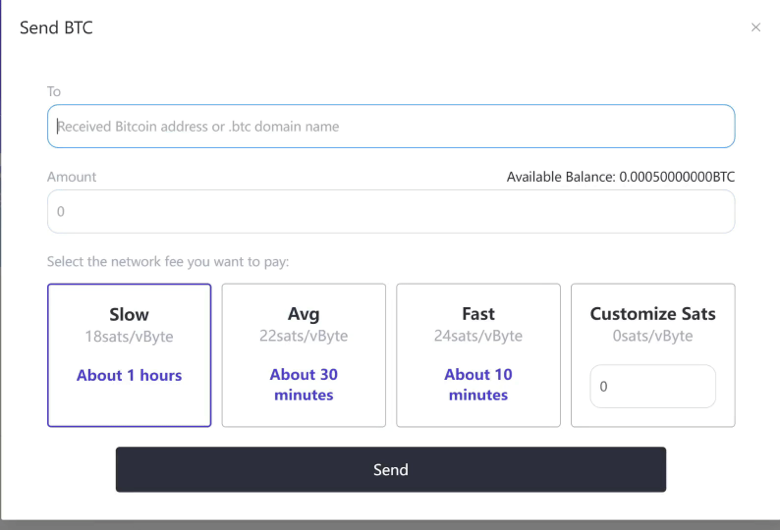 Send BTC
×
To
Received Bitcoin address or .btc domain name
Amount
Available Balance: 0.00050000000BTC
0
Select the network fee you want to pay:
Slow
18sats/vByte
About 1 hours
Avg
22sats/vByte
About 30
minutes
Fast
24sats/vByte
About 10
minutes
Customize Sats
0sats/vByte
0
Send